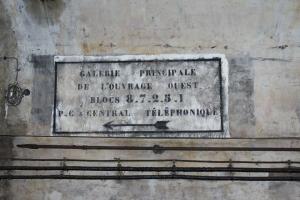 GALERIE PRINCIPALE
DE L'OUVRAGE OUEST
BLOCS 8.7.2.5.1
P.C & CENTRAL TÉLÉPHONIQUE